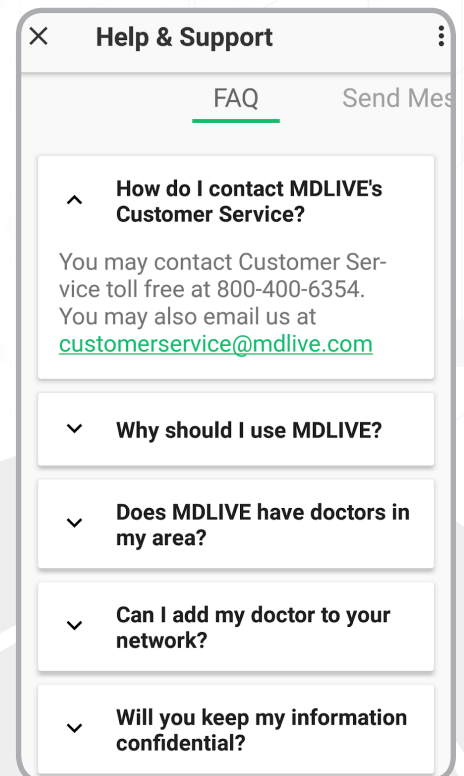 Help & Support
FAQ Send Mes
How do I contact MDLIVE's
Customer Service?
You may contact Customer Ser-
vice toll free at 800-400-6354.
You may also email us at
customerservice@mdlive.com
Why should I use MDLIVE?
Does MDLIVE have doctors in
my area?
Can I add my doctor to your
network?
Will you keep my information
confidential?